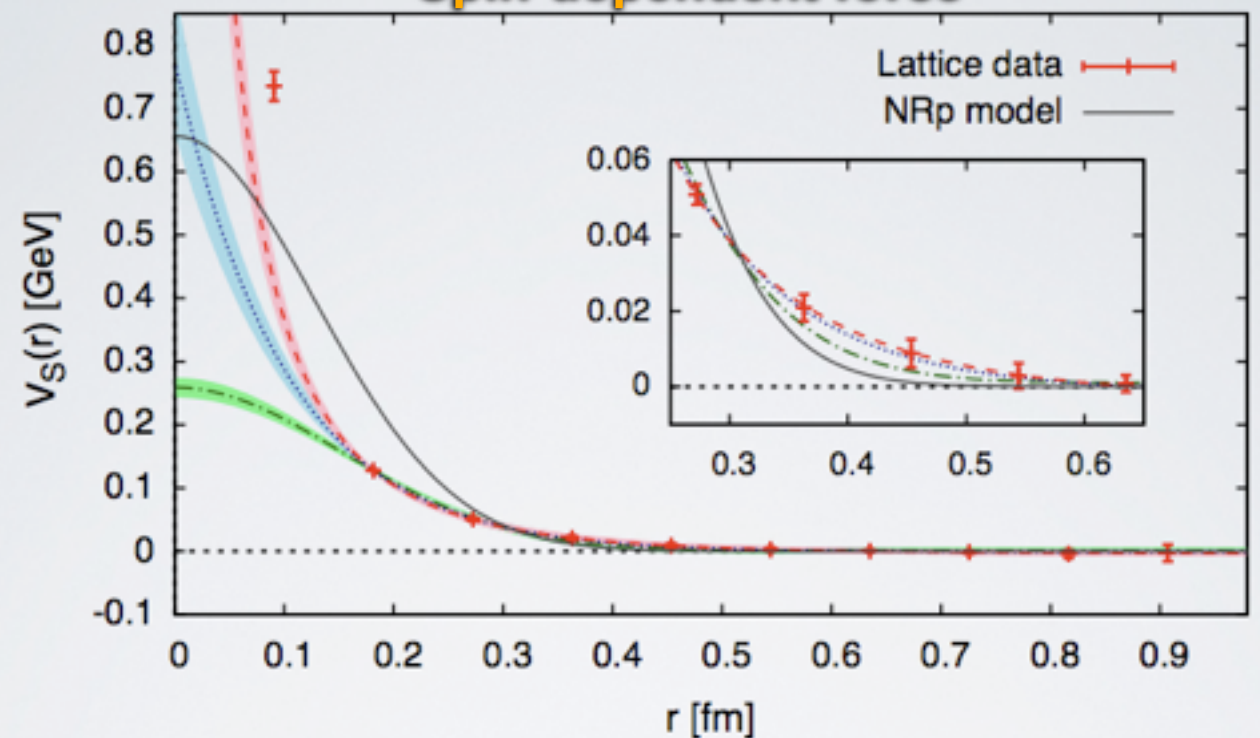 Spin-dependent force
0.8
0.7
0.6
0.5
0.4
0.3
0.2
0.1
0
-0.1
V_S(r) [GeV]
Lattice data
NRp model
0.06
0.04
0.02
0
0.3 0.4 0.5 0.6
0 0.1 0.2 0.3 0.4 0.5 0.6 0.7 0.8 0.9
r [fm]